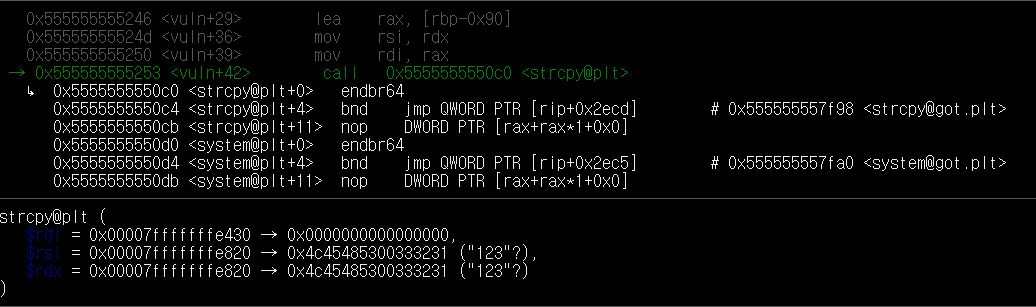 0x555555555246 <vuln+29> lea rax, [rbp-0x90]
0x55555555524d <vuln+36> mov rsi, rdx
0x555555555250 <vuln+39> mov rdi, rax
→ 0x555555555253 <vuln+42> call 0x5555555550c0 <strcpy@plt>
↳ 0x5555555550c0 <strcpy@plt+0> endbr64
0x5555555550c4 <strcpy@plt+4> bnd jmp QWORD PTR [rip+0x2ecd] # 0x555555557f98 <strcpy@got.plt>
0x5555555550cb <strcpy@plt+11> nop DWORD PTR [rax+rax*1+0x0]
0x5555555550d0 <system@plt+0> endbr64
0x5555555550d4 <system@plt+4> bnd jmp QWORD PTR [rip+0x2ec5] # 0x555555557fa0 <system@got.plt>
0x5555555550db <system@plt+11> nop DWORD PTR [rax+rax*1+0x0]
strcpy@plt (
$rdi = 0x00007fffffffe430 → 0x0000000000000000,
$rsi = 0x00007fffffffe820 → 0x4c45485300333231 ("123"?),
$rdx = 0x00007fffffffe820 → 0x4c45485300333231 ("123"?)
)